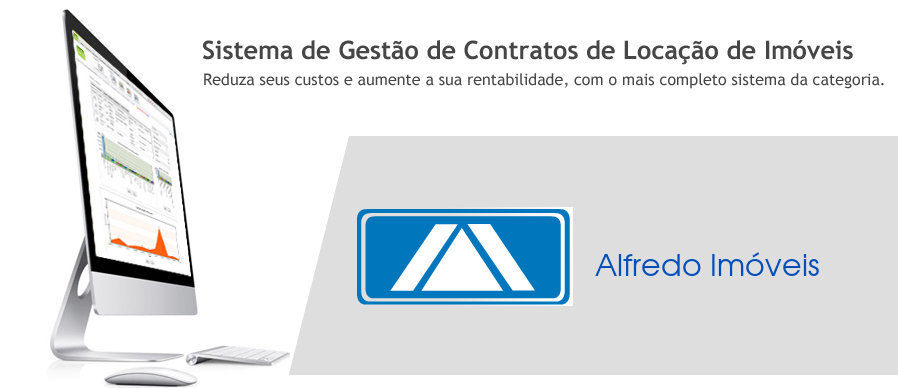 Sistema de Gestão de Contratos de Locação de Imóveis
Reduza seus custos e aumente a sua rentabilidade, com o mais completo sistema da categoria.
Alfredo Imóveis